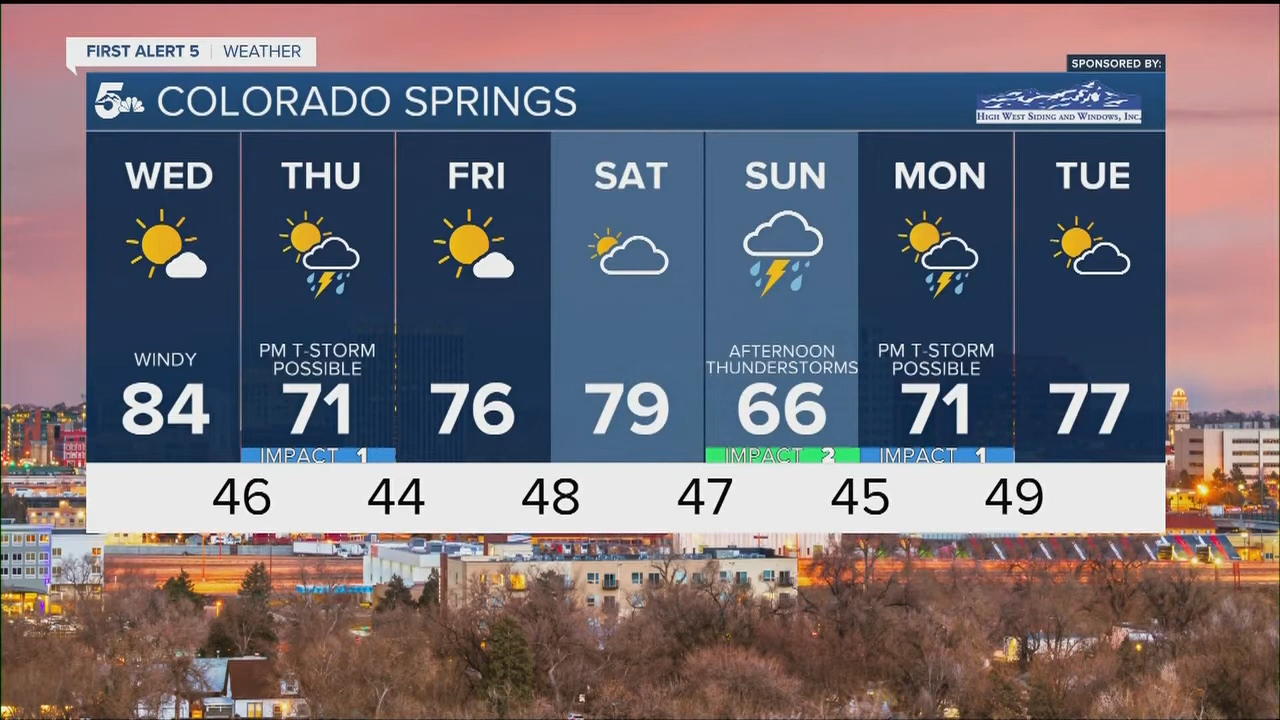 FIRST ALERT 5 | WEATHER
SPONSORED BY:
5 COLORADO SPRINGS
HIGH WEST SIDING AND WINDOWS, INC.
WED THU FRI SAT SUN MON TUE
WINDY
PM T-STORM
POSSIBLE
AFTERNOON
THUNDERSTORMS
PM T-STORM
POSSIBLE
84 71 76 79 66 71 77
IMPACT 1 IMPACT 2 IMPACT 1
46 44 48 47 45 49